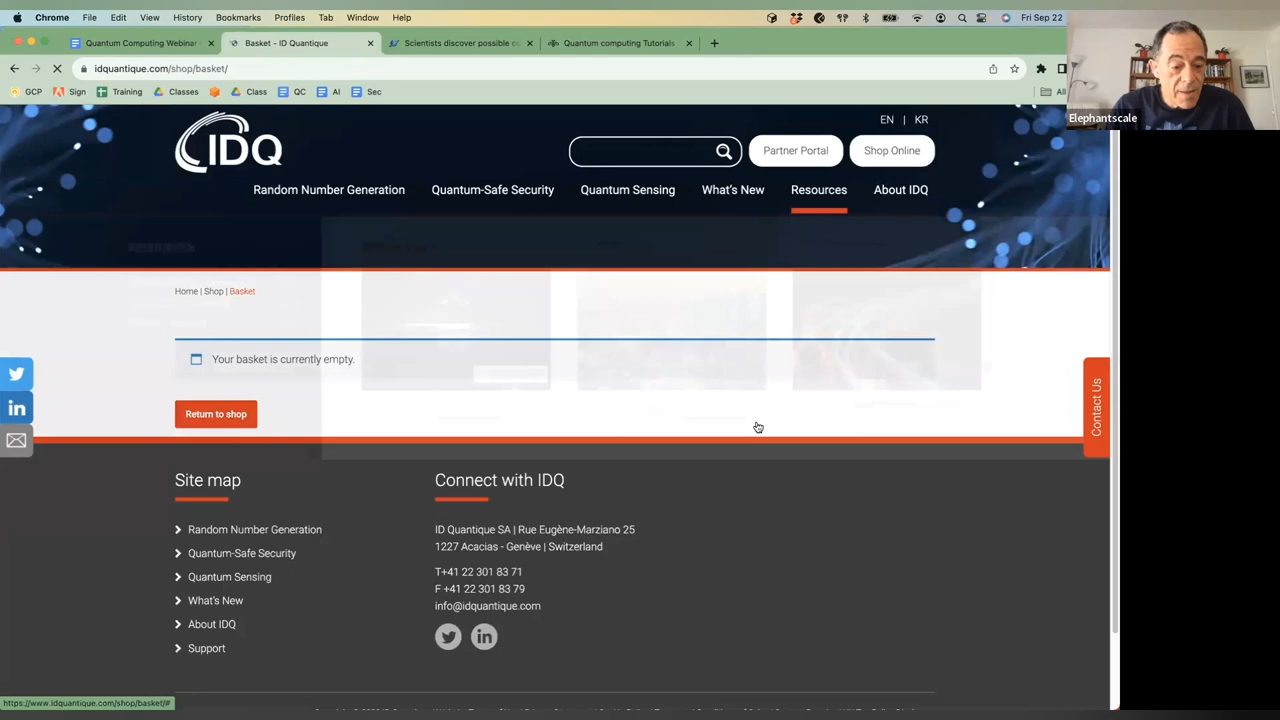 Chrome File Edit View History Bookmarks Profiles Tab Window Help Fri Sep 22
Quantum Computing Webinar Basket - ID Quantique Scientists discover possible co Quantum computing Tutorials
idquantique.com/shop/basket/
GCP Sign Training Classes Class QC AI Sec All
Elephantscale
EN | KR
IDQ
Partner Portal Shop Online
Random Number Generation Quantum-Safe Security Quantum Sensing What's New Resources About IDQ
Home | Shop | Basket
Your basket is currently empty.
Return to shop
Contact Us
Site map Connect with IDQ
Random Number Generation
Quantum-Safe Security
Quantum Sensing
What's New
About IDQ
Support
ID Quantique SA | Rue Eugène-Marziano 25
1227 Acacias - Genève | Switzerland
T+41 22 301 83 71
F +41 22 301 83 79
info@idquantique.com
https://www.idquantique.com/shop/basket/#